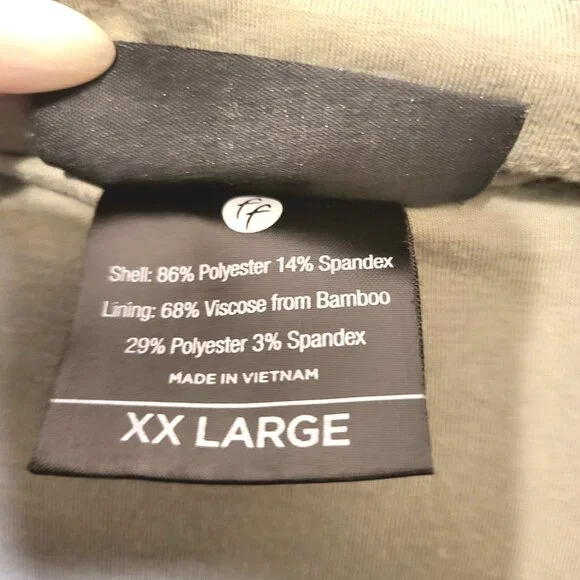 ff
Shell: 86% Polyester 14% Spandex
Lining: 68% Viscose from Bamboo
29% Polyester 3% Spandex
MADE IN VIETNAM
XX LARGE